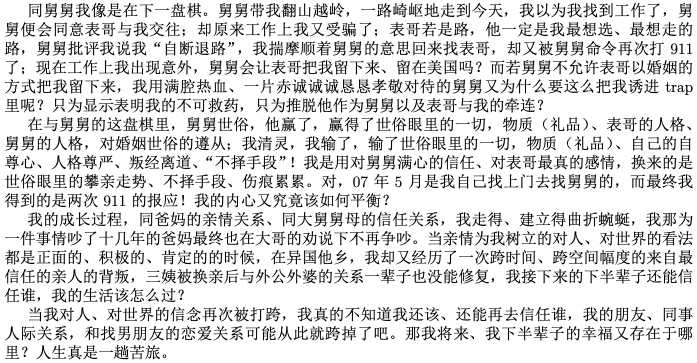 同舅舅我像是在下一盘棋。舅舅带我翻山越岭，一路崎岖地走到今天，我以为我找到工作了，舅
舅便会同意表哥与我交往；却原来工作上我又受骗了；表哥若是路，他一定是我最想选、最想走的
路，舅舅批评我说我“自断退路”，我揣摩顺着舅舅的意思回来找表哥，却又被舅舅命令再次打 911
了；现在工作上我出现意外，舅舅会让表哥把我留下来、留在美国吗？而若舅舅不允许表哥以婚姻的
方式把我留下来，我用满腔热血、一片赤诚诚诚恳恳孝敬对待的舅舅又为什么要这么把我诱进 trap
里呢？只为显示表明我的不可救药，只为推脱他作为舅舅以及表哥与我的牵连？
在与舅舅的这盘棋里，舅舅世俗，他赢了，赢得了世俗眼里的一切，物质（礼品）、表哥的人格、
舅舅的人格，对婚姻世俗的遵从；我清灵，我输了，输了世俗眼里的一切，物质（礼品）、自己的自
尊心、人格尊严、叛经离道、“不择手段”！我是用对舅舅满心的信任、对表哥最真的感情，换来的是
世俗眼里的攀亲走势、不择手段、伤痕累累。对，07 年 5 月是我自己找上门去找舅舅的，而最终我
得到的是两次 911 的报应！我的内心又究竟该如何平衡？
我的成长过程，同爸妈的亲情关系、同大舅舅母的信任关系，我走得、建立得曲折蜿蜒，我那为
一件事情吵了十几年的爸妈最终也在大哥的劝说下不再争吵。当亲情为我树立的对人、对世界的看法
都是正面的、积极的、肯定的的时候，在异国他乡，我却又经历了一次跨时间、跨空间幅度的来自最
信任的亲人的背叛，三姨被换亲后与外公外婆的关系一辈子也没能修复，我接下来的下半辈子还能信
任谁，我的生活该怎么过？
当我对人、对世界的信念再次被打跨，我真的不知道我还该、还能再去信任谁，我的朋友、同事
人际关系，和找男朋友的恋爱关系可能从此就跨掉了吧。那我将来、我下半辈子的幸福又存在于哪
里？人生真是一趟苦旅。